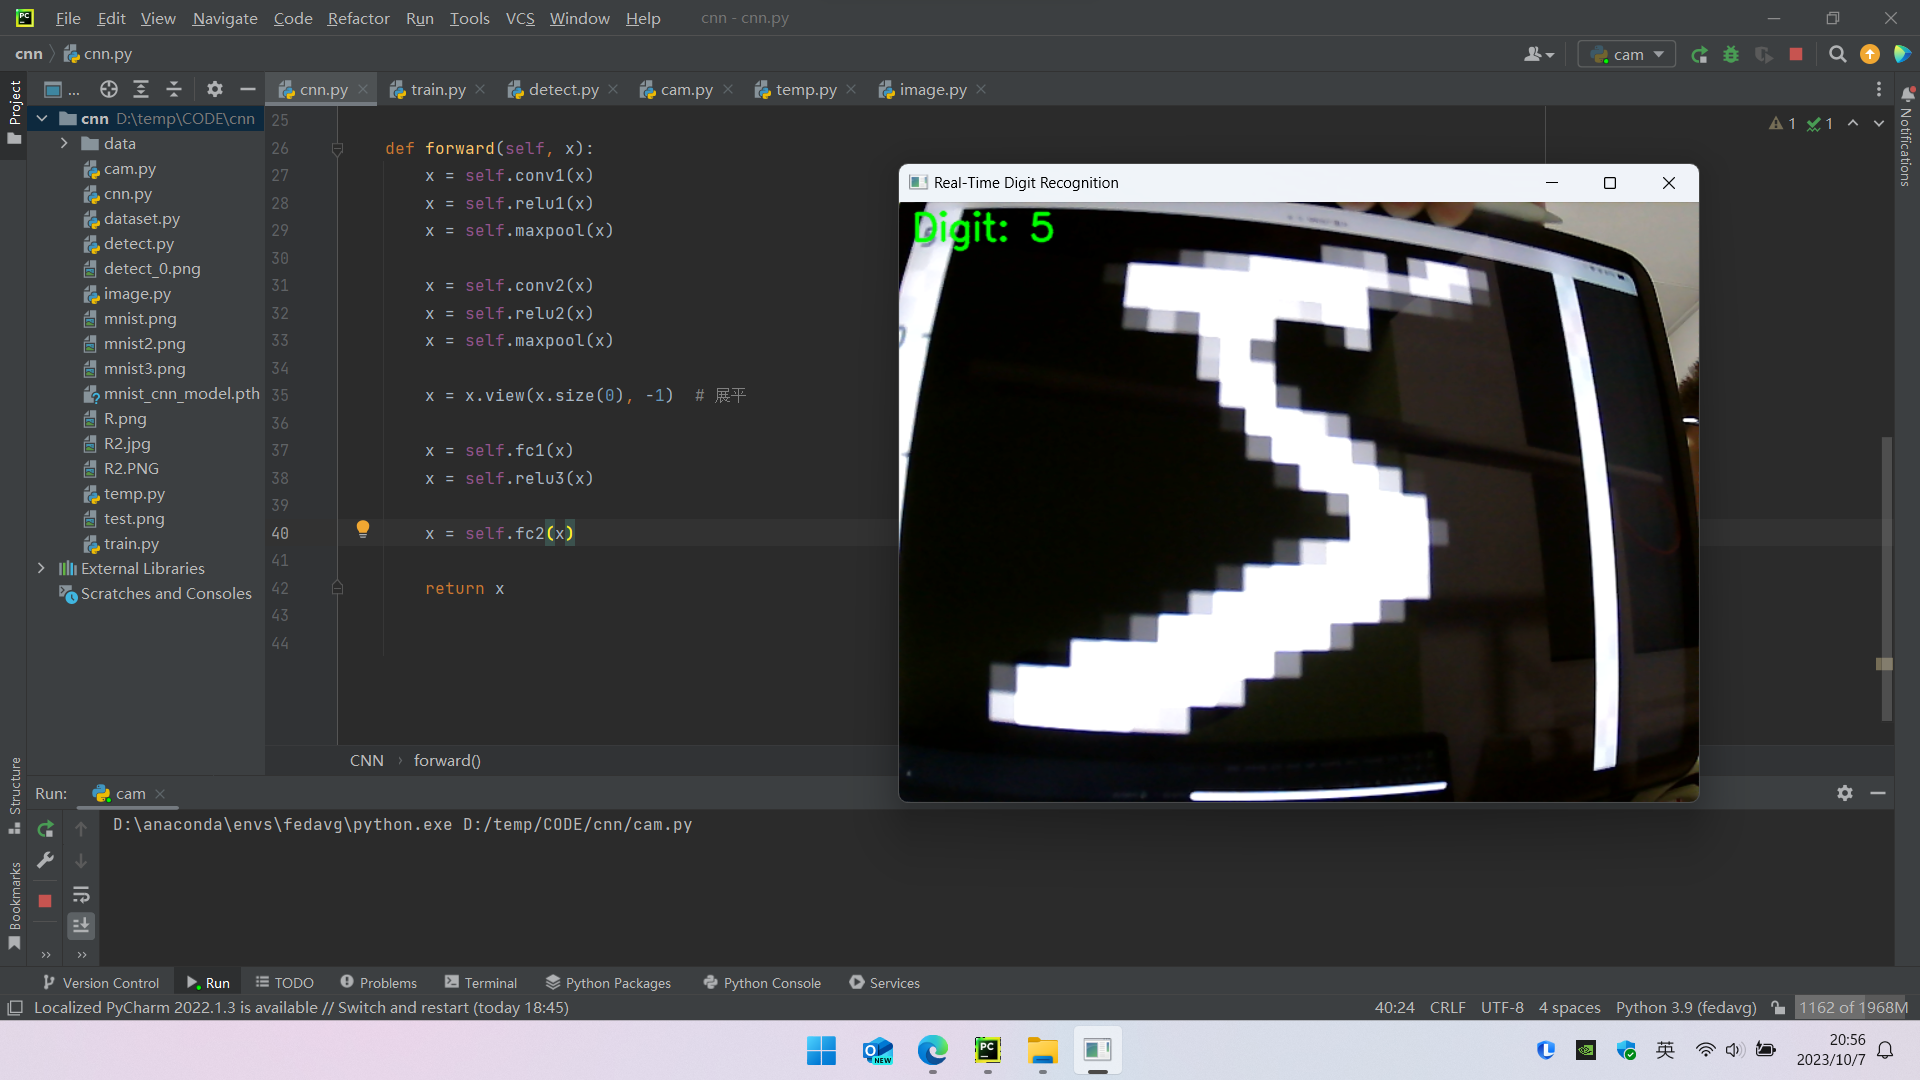 File Edit View Navigate Code Refactor Run Tools VCS Window Help cnn - cnn.py
cnn cnn.py cam
Project ... cnn.py train.py detect.py cam.py temp.py image.py
cnn D:\temp\CODE\cnn
data
cam.py
cnn.py
dataset.py
detect.py
detect_0.png
image.py
mnist.png
mnist2.png
mnist3.png
mnist_cnn_model.pth
R.png
R2.jpg
R2.PNG
temp.py
test.png
train.py
External Libraries
Scratches and Consoles
25
26 def forward(self, x):
27 x = self.conv1(x)
28 x = self.relu1(x)
29 x = self.maxpool(x)
30
31 x = self.conv2(x)
32 x = self.relu2(x)
33 x = self.maxpool(x)
34
35 x = x.view(x.size(0), -1) # 展平
36
37 x = self.fc1(x)
38 x = self.relu3(x)
39
40 x = self.fc2(x)
41
42 return x
43
44
1 1
Notifications
Real-Time Digit Recognition
Digit: 5
CNN forward()
Structure
Bookmarks
Run: cam
D:\anaconda\envs\fedavg\python.exe D:/temp/CODE/cnn/cam.py
Version Control Run TODO Problems Terminal Python Packages Python Console Services
Localized PyCharm 2022.1.3 is available // Switch and restart (today 18:45) 40:24 CRLF UTF-8 4 spaces Python 3.9 (fedavg) 1162 of 1968M
英 20:56
2023/10/7